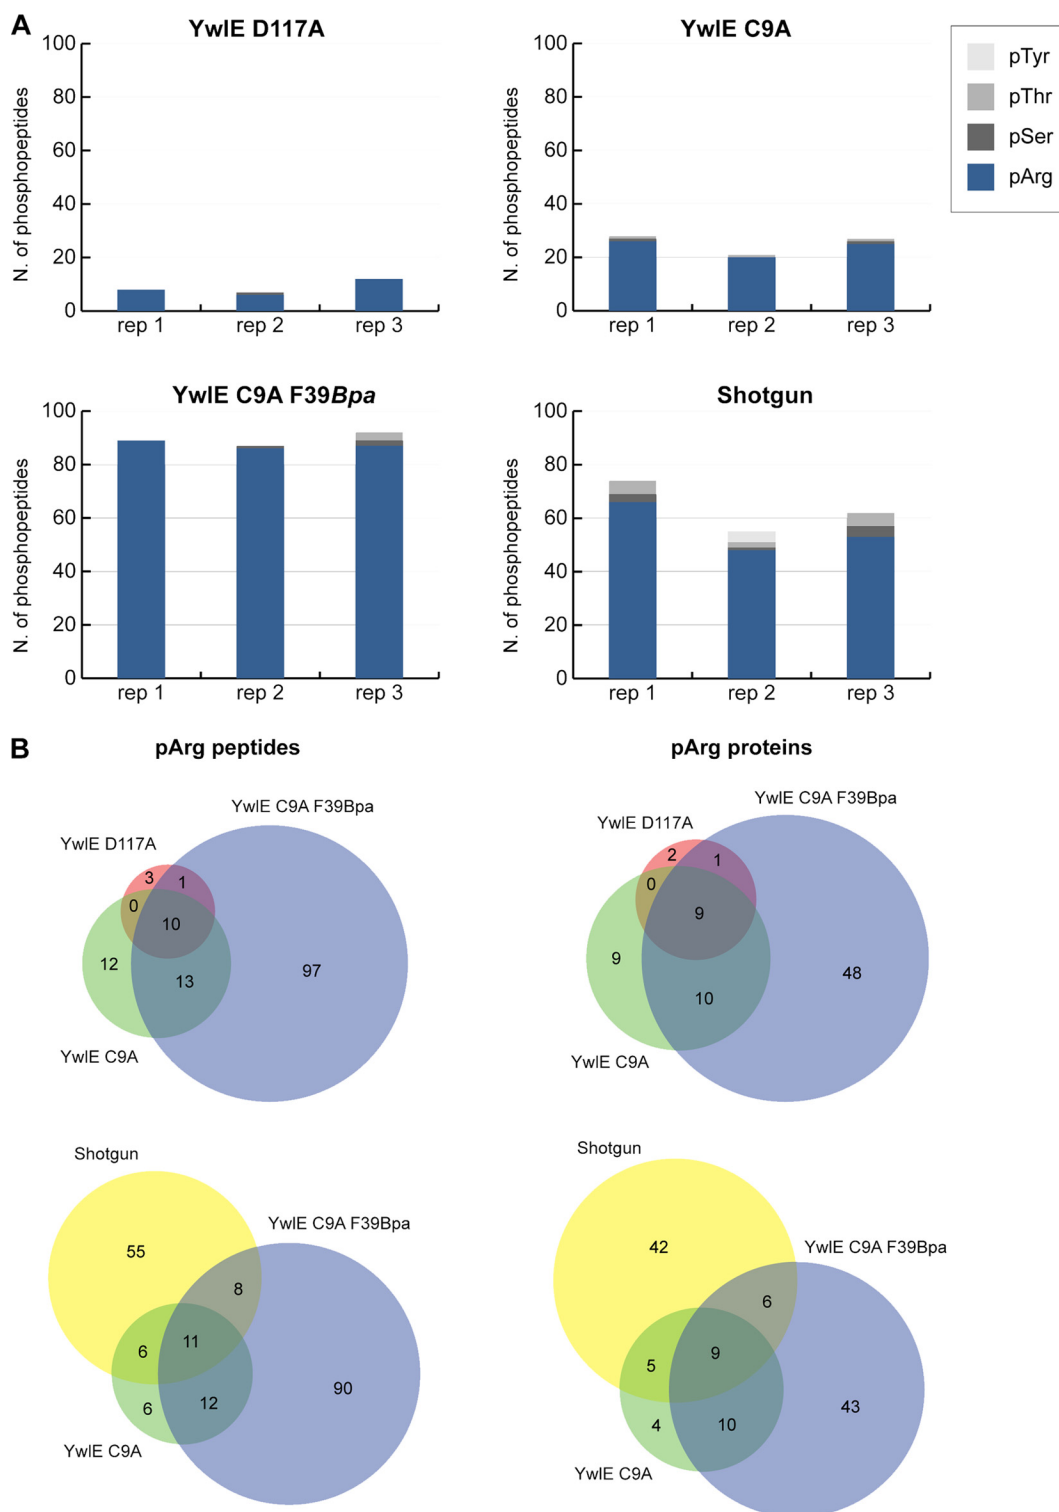 A
YwlE D117A
N. of phosphopeptides
100
80
60
40
20
0
rep 1 rep 2 rep 3
YwlE C9A
N. of phosphopeptides
100
80
60
40
20
0
rep 1 rep 2 rep 3
pTyr
pThr
pSer
pArg
YwlE C9A F39Bpa
N. of phosphopeptides
100
80
60
40
20
0
rep 1 rep 2 rep 3
Shotgun
N. of phosphopeptides
100
80
60
40
20
0
rep 1 rep 2 rep 3
B
pArg peptides
YwlE C9A F39Bpa
YwlE D117A
3
1
0
10
12
13
97
YwlE C9A
pArg proteins
YwlE C9A F39Bpa
YwlE D117A
2
1
0
9
9
10
48
YwlE C9A
Shotgun
YwlE C9A F39Bpa
55
8
6
11
6
12
90
YwlE C9A
Shotgun
YwlE C9A F39Bpa
42
6
5
9
4
10
43
YwlE C9A